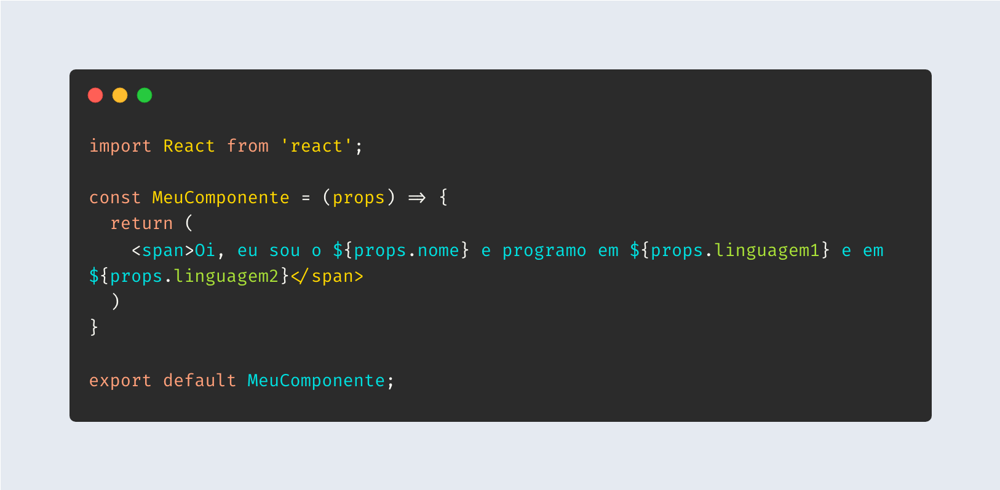 import React from 'react';
const MeuComponente = (props) => {
return (
<span>Oi, eu sou o ${props.nome} e programo em ${props.linguagem1} e em
${props.linguagem2}</span>
)
}
export default MeuComponente;